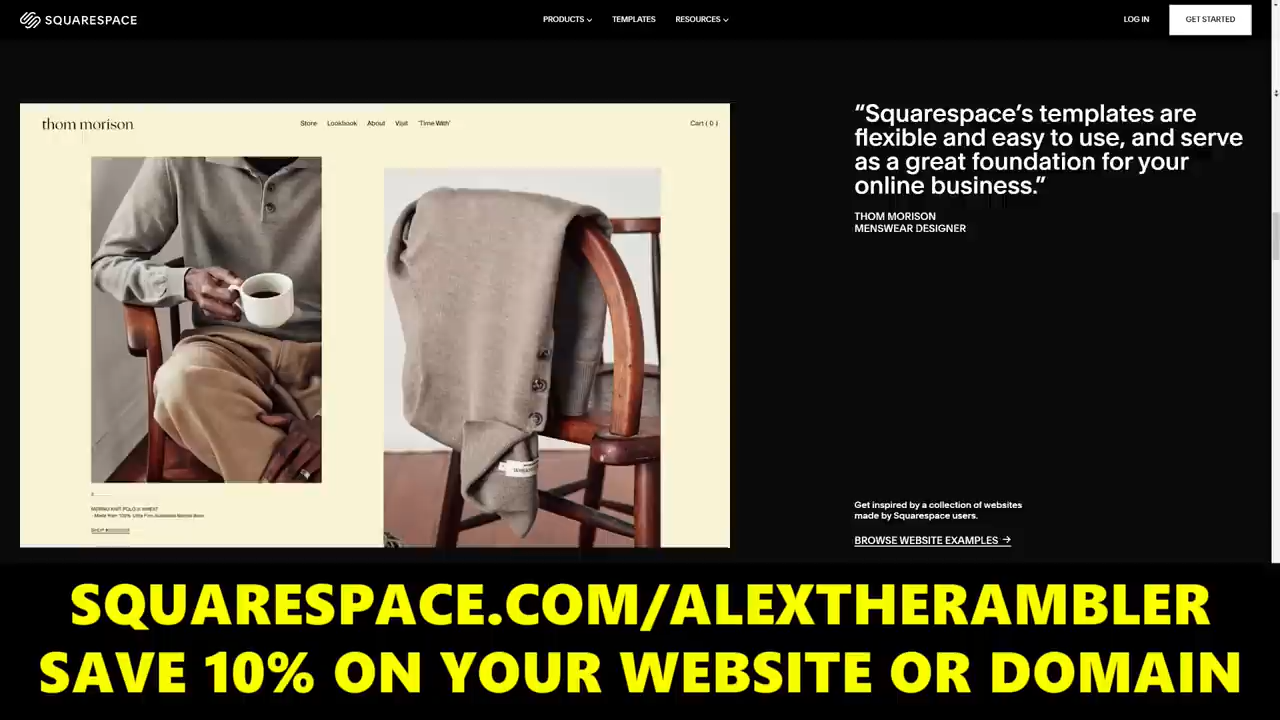 SQUARESPACE
PRODUCTS
TEMPLATES
RESOURCES
LOG IN
GET STARTED
thom morison
Store
Lookbook
About
Visit
'Time With'
Cart ( 0 )
“Squarespace’s templates are
flexible and easy to use, and serve
as a great foundation for your
online business.”
THOM MORISON
MENSWEAR DESIGNER
Get inspired by a collection of websites
made by Squarespace users.
BROWSE WEBSITE EXAMPLES →
SQUARESPACE.COM/ALEXTHERAMBLER
SAVE 10% ON YOUR WEBSITE OR DOMAIN